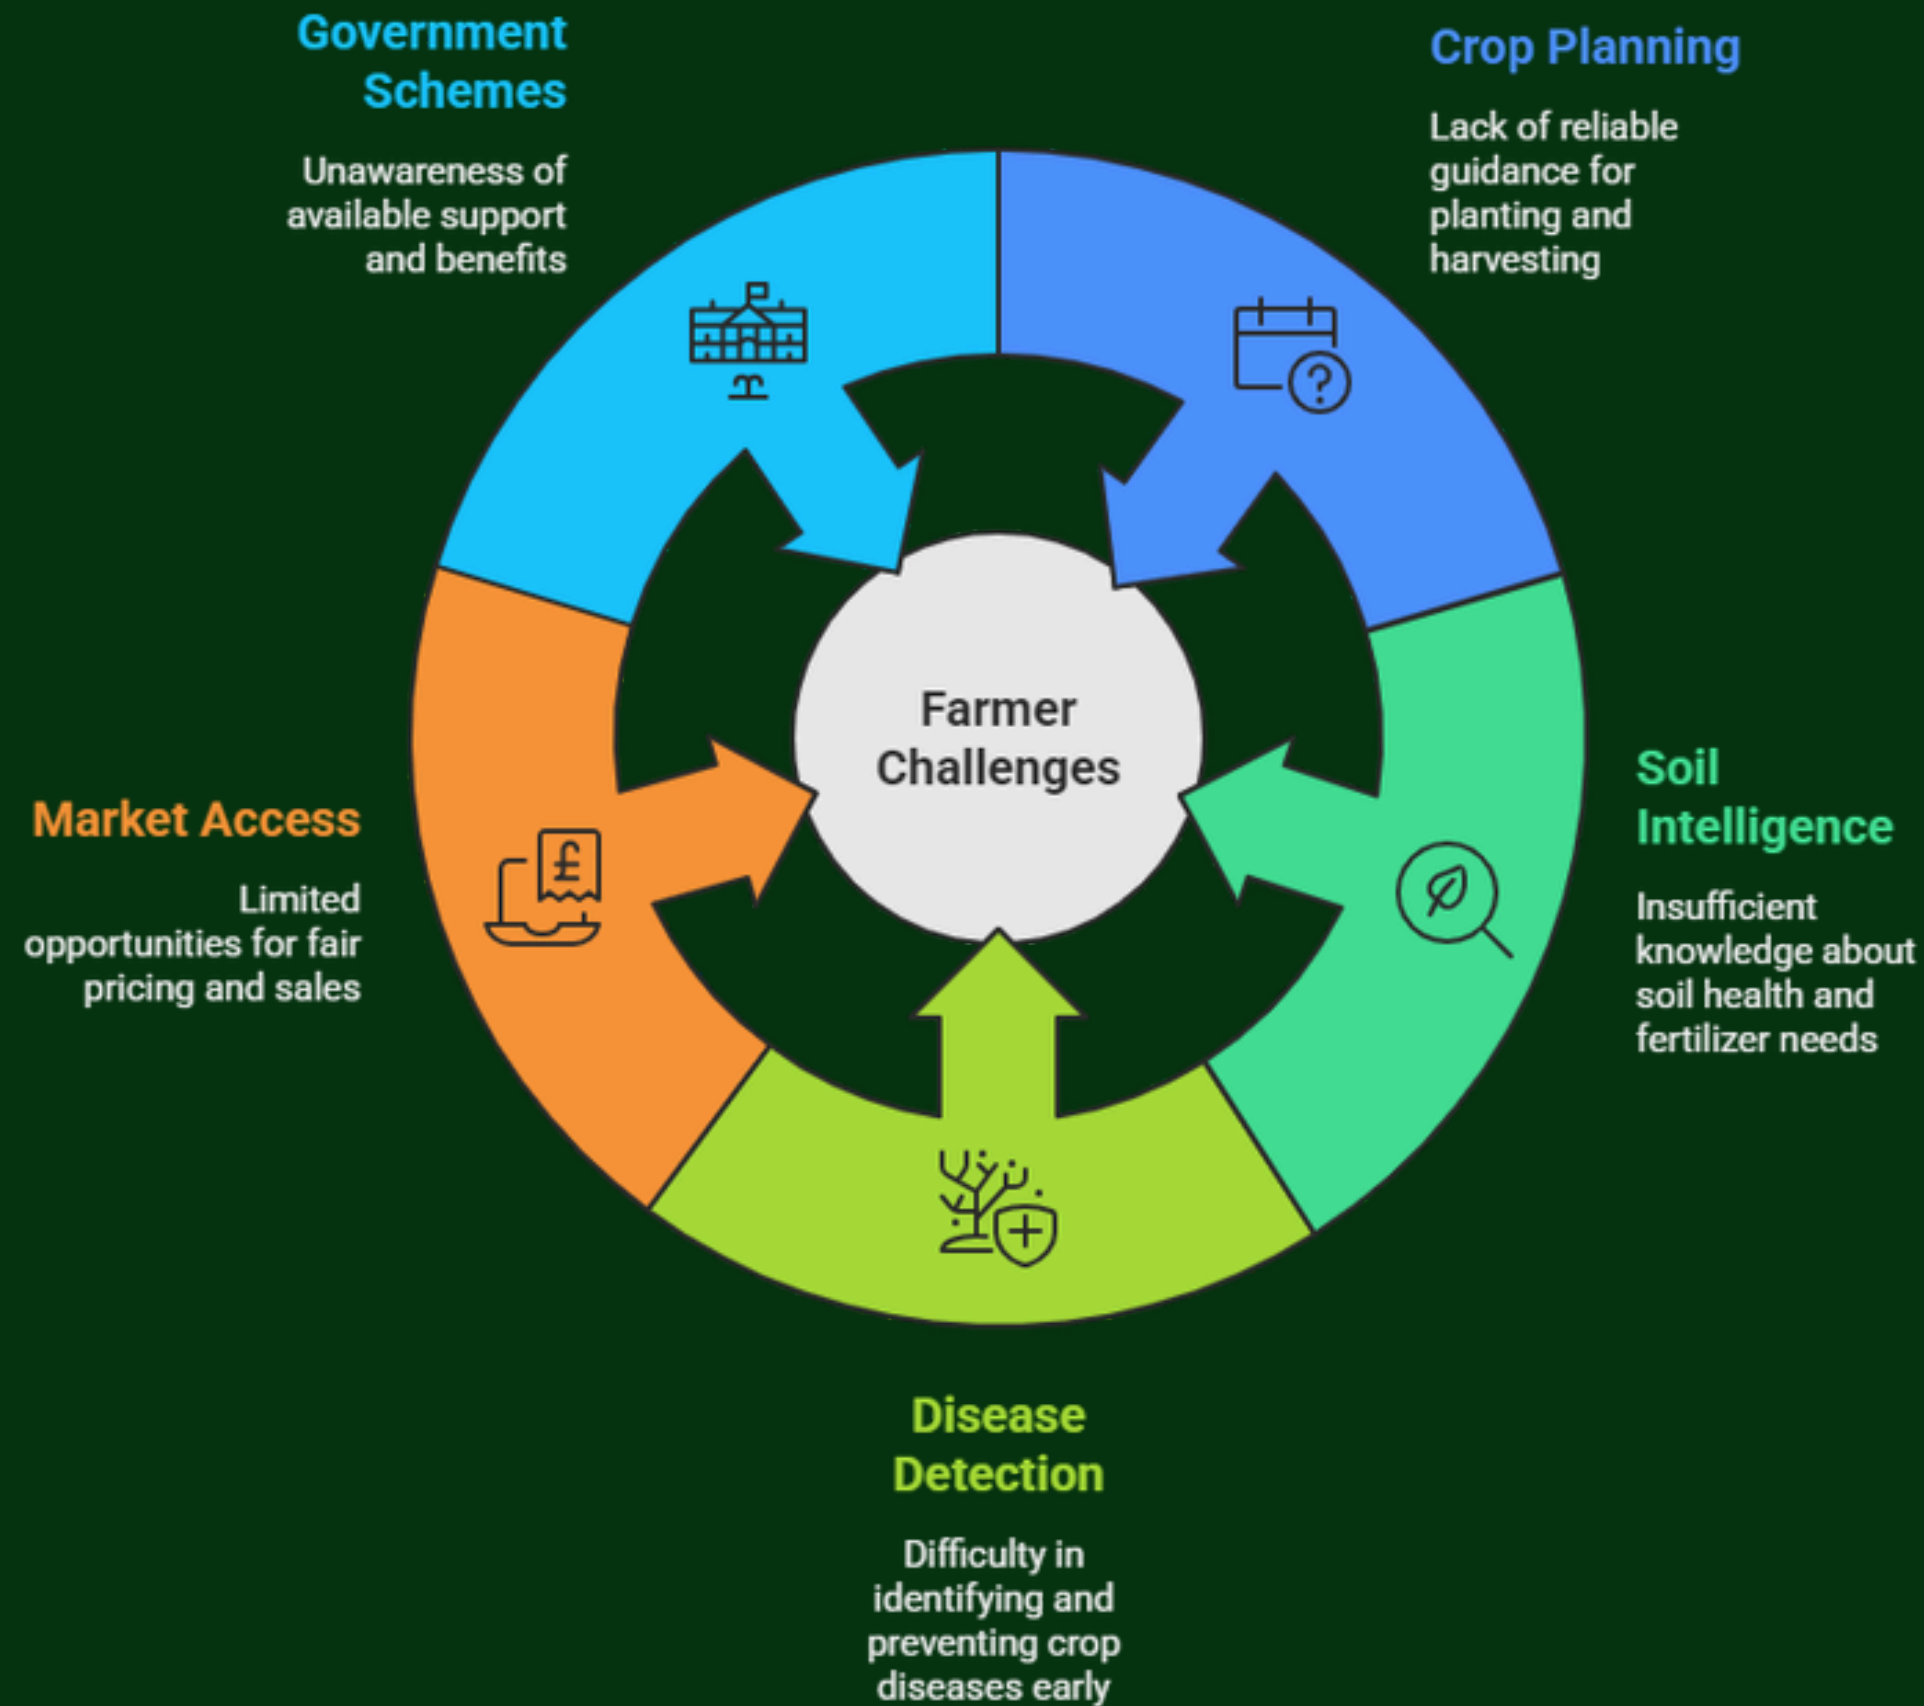 Government
Schemes
Unawareness of
available support
and benefits
Crop Planning
Lack of reliable
guidance for
planting and
harvesting
Farmer
Challenges
Soil
Intelligence
Insufficient
knowledge about
soil health and
fertilizer needs
Market Access
Limited
opportunities for fair
pricing and sales
£
?
Disease
Detection
Difficulty in
identifying and
preventing crop
diseases early